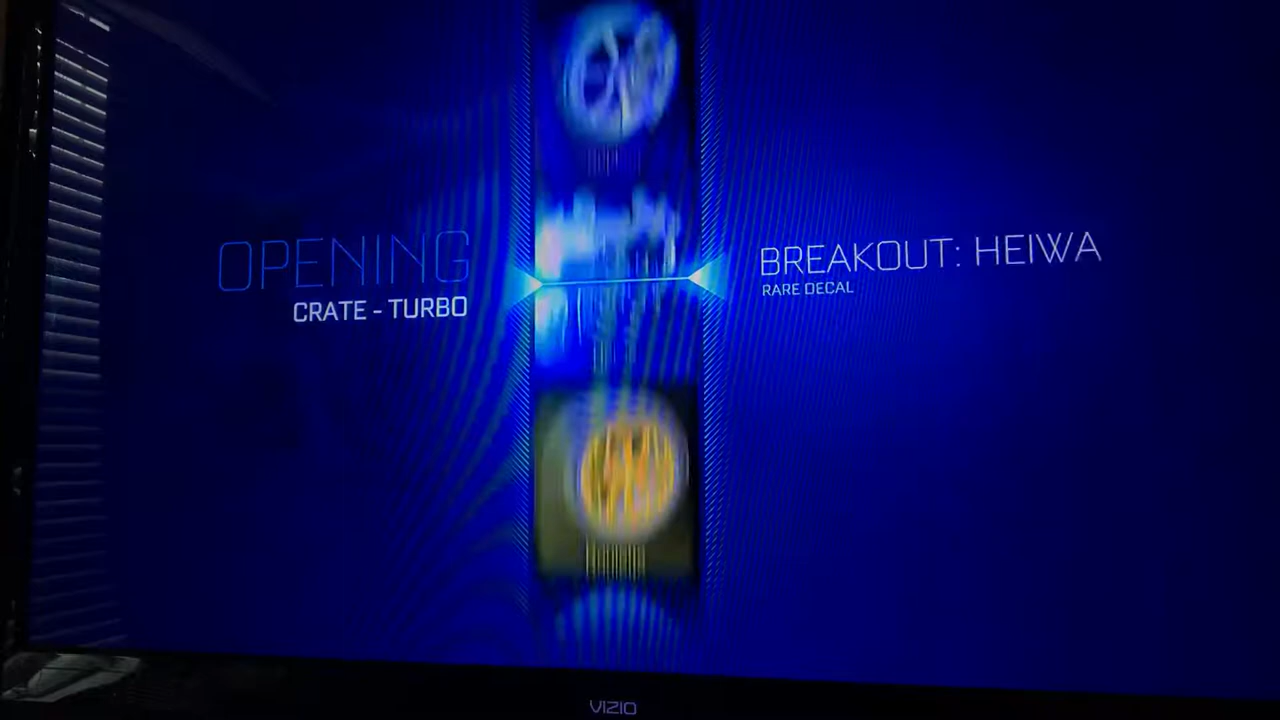 OPENING
CRATE - TURBO
BREAKOUT: HEIWA
RARE DECAL
VIZIO